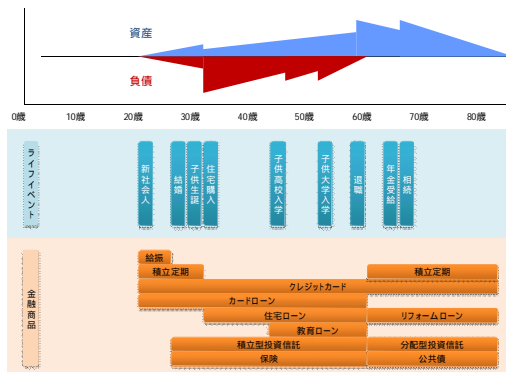 資産
負債
0歳 10歳 20歳 30歳 40歳 50歳 60歳 70歳 80歳
ライフイベント
新社会人
結婚
子供生誕
住宅購入
子供高校入学
子供大学入学
退職
年金受給
相続
金融商品
給振
積立定期 積立定期
クレジットカード
カードローン
住宅ローン リフォームローン
教育ローン
積立型投資信託 分配型投資信託
保険 公共債